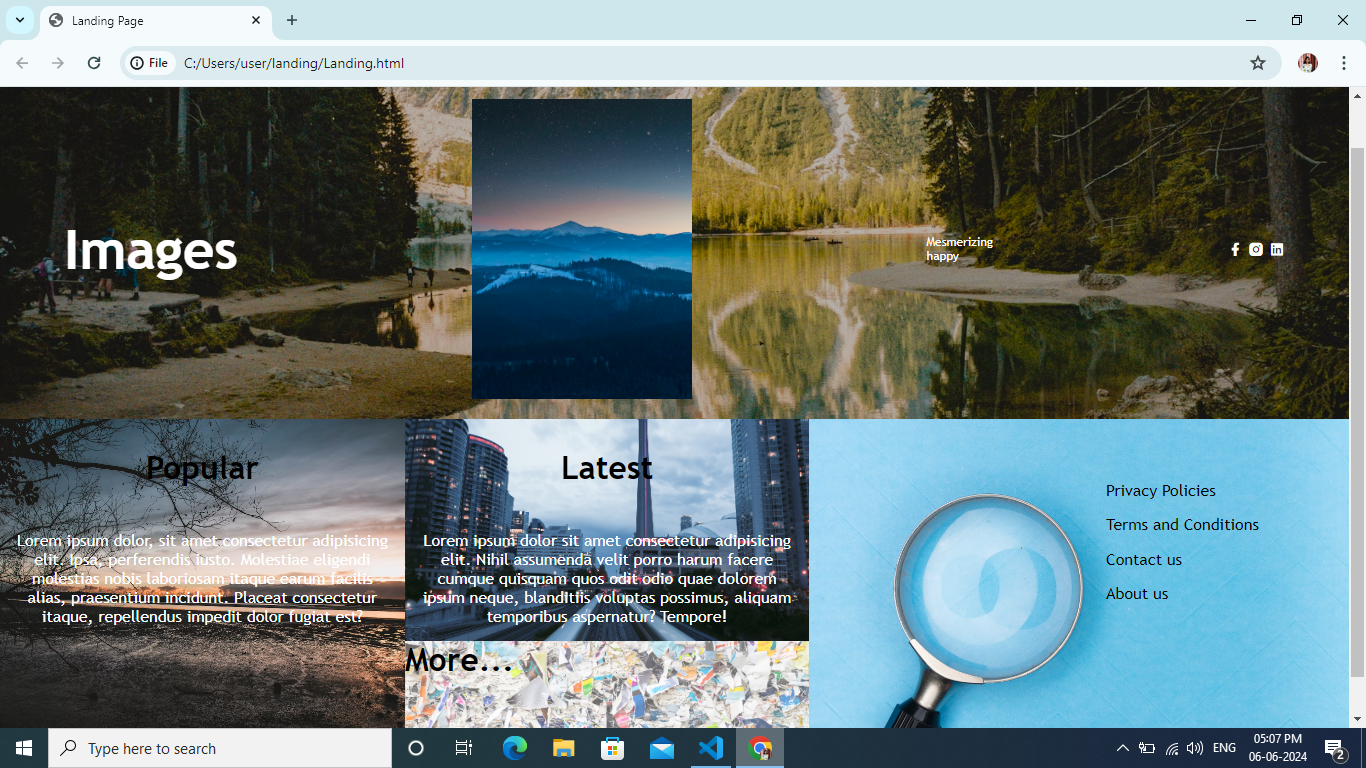 Landing Page
File
C:/Users/user/landing/Landing.html
Images
Mesmerizing
happy
Popular
Lorem ipsum dolor, sit amet consectetur adipisicing
elit. Ipsa, perferendis iusto. Molestiae eligendi
molestias nobis laboriosam itaque earum facilis
alias, praesentium incidunt. Placeat consectetur
itaque, repellendus impedit dolor fugiat est?
Latest
Lorem ipsum dolor sit amet consectetur adipisicing
elit. Nihil assumenda velit porro harum facere
cumque quisquam quos odit odio quae dolorem
ipsum neque, blanditiis voluptas possimus, aliquam
temporibus aspernatur? Tempore!
More...
Privacy Policies
Terms and Conditions
Contact us
About us
Type here to search
ENG
05:07 PM
06-06-2024
2